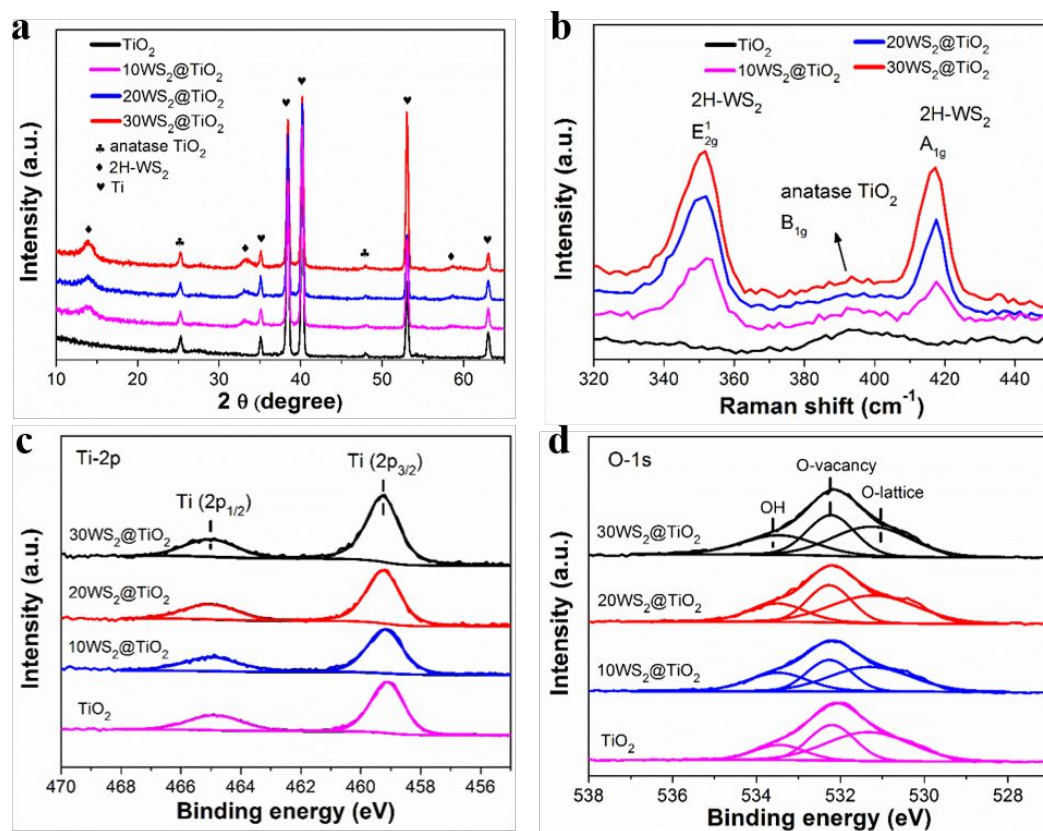 a
TiO₂
10WS₂@TiO₂
20WS₂@TiO₂
30WS₂@TiO₂
♣ anatase TiO₂
♦ 2H-WS₂
♥ Ti
Intensity (a.u.)
10 20 30 40 50 60
2 θ (degree)
b
TiO₂
10WS₂@TiO₂
20WS₂@TiO₂
30WS₂@TiO₂
2H-WS₂
E¹₂g
anatase TiO₂
B₁g
2H-WS₂
A₁g
Intensity (a.u.)
320 340 360 380 400 420 440
Raman shift (cm⁻¹)
c
Ti-2p
Ti (2p₁/₂)
Ti (2p₃/₂)
30WS₂@TiO₂
20WS₂@TiO₂
10WS₂@TiO₂
TiO₂
Intensity (a.u.)
470 468 466 464 462 460 458 456
Binding energy (eV)
d
O-1s
O-vacancy
OH
O-lattice
30WS₂@TiO₂
20WS₂@TiO₂
10WS₂@TiO₂
TiO₂
Intensity (a.u.)
538 536 534 532 530 528
Binding energy (eV)